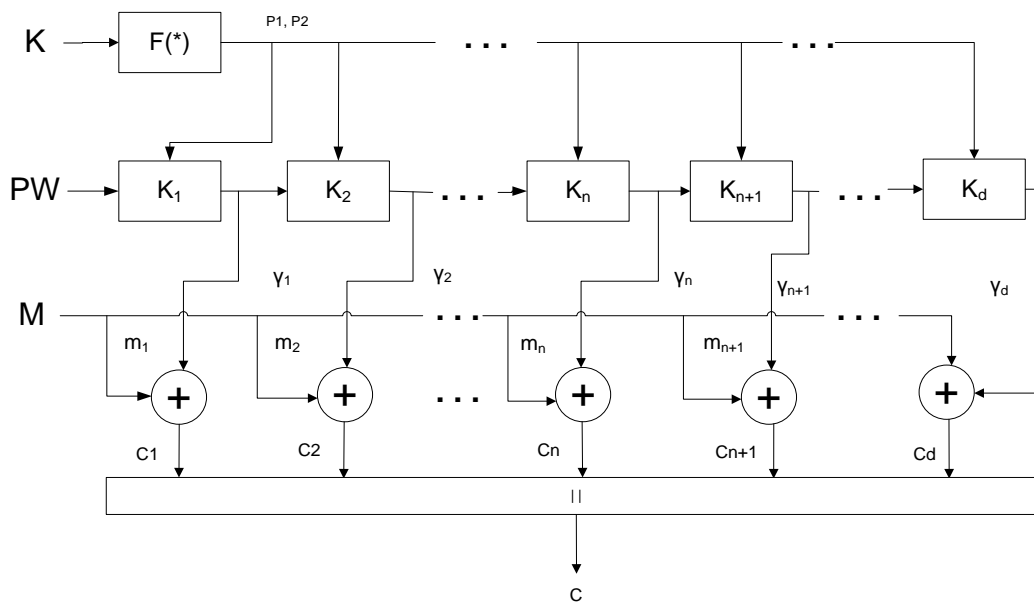 K F(*) P1, P2 . . . . . .
PW K1 K2 . . . Kn Kn+1 . . . Kd
γ1 γ2 γn γn+1 γd
M . . . . . .
m1 m2 mn mn+1
+ + . . . + + +
C1 C2 Cn Cn+1 Cd
||
C